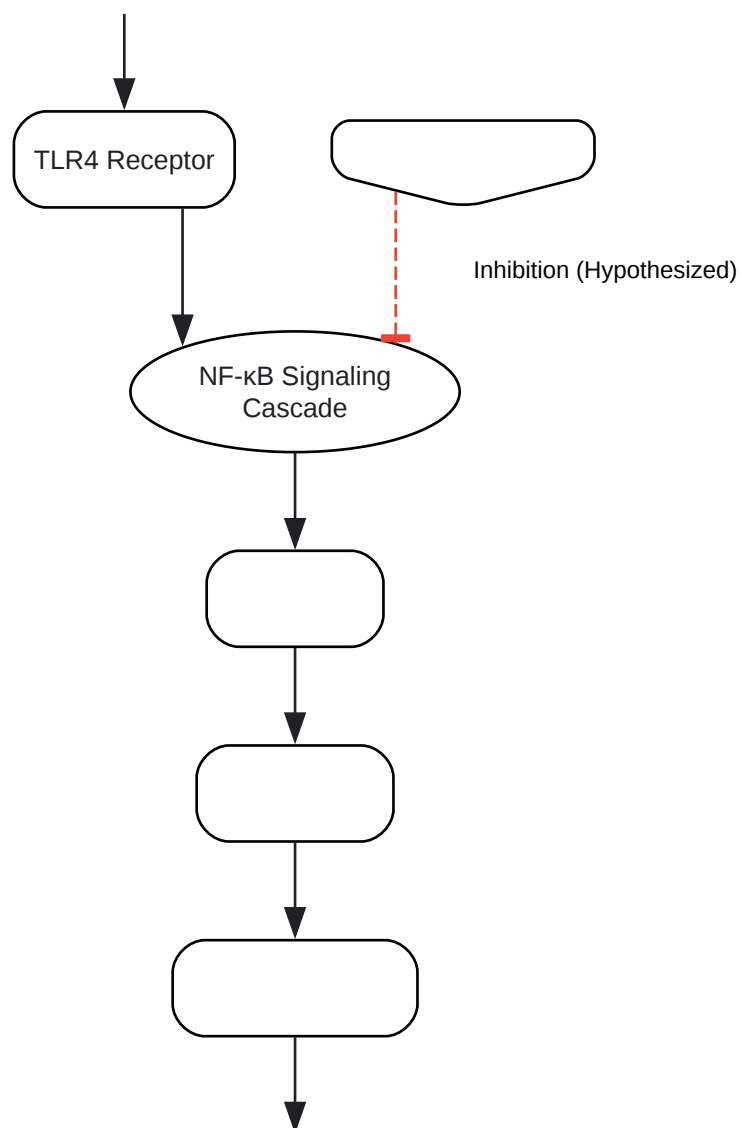 TLR4 Receptor
Inhibition (Hypothesized)
NF-κB Signaling
Cascade